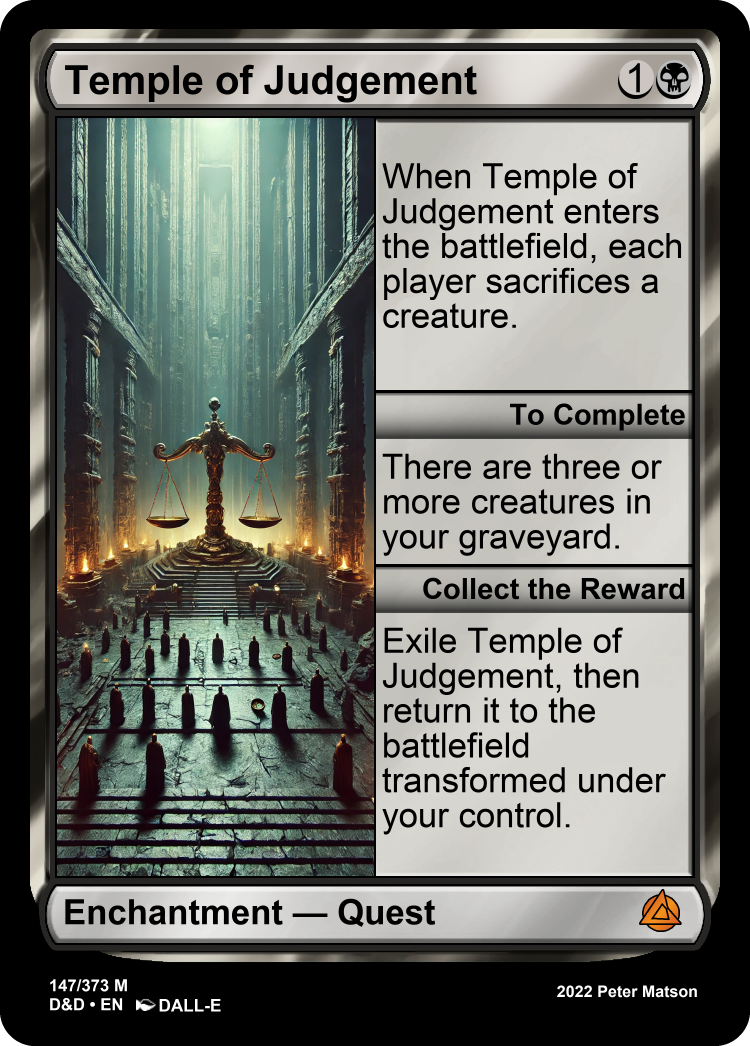 Temple of Judgement 1
When Temple of
Judgement enters
the battlefield, each
player sacrifices a
creature.
To Complete
There are three or
more creatures in
your graveyard.
Collect the Reward
Exile Temple of
Judgement, then
return it to the
battlefield
transformed under
your control.
Enchantment — Quest
147/373 M
D&D • EN DALL-E
2022 Peter Matson